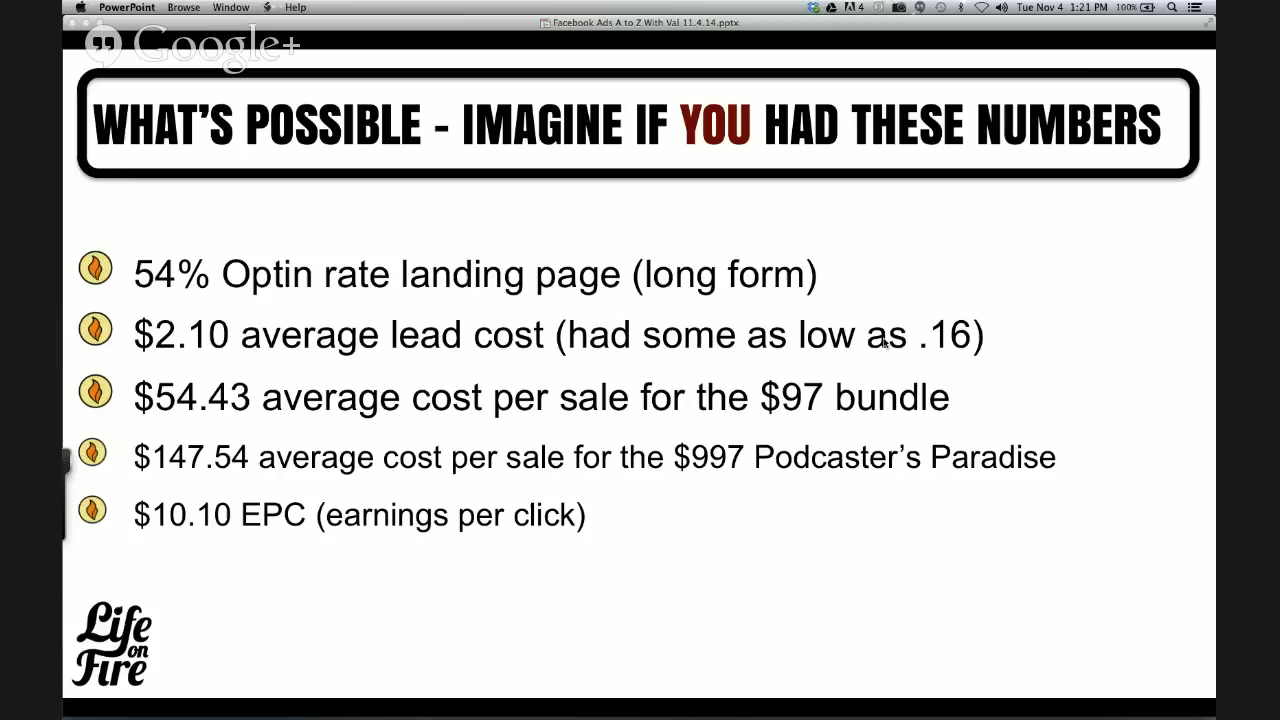 PowerPoint Browse Window Help
4 Tue Nov 4 1:21 PM 100%
Facebook Ads A to Z With Val 11.4.14.pptx
Google+
WHAT'S POSSIBLE - IMAGINE IF YOU HAD THESE NUMBERS
54% Optin rate landing page (long form)
$2.10 average lead cost (had some as low as .16)
$54.43 average cost per sale for the $97 bundle
$147.54 average cost per sale for the $997 Podcaster's Paradise
$10.10 EPC (earnings per click)
Life
on
Fire